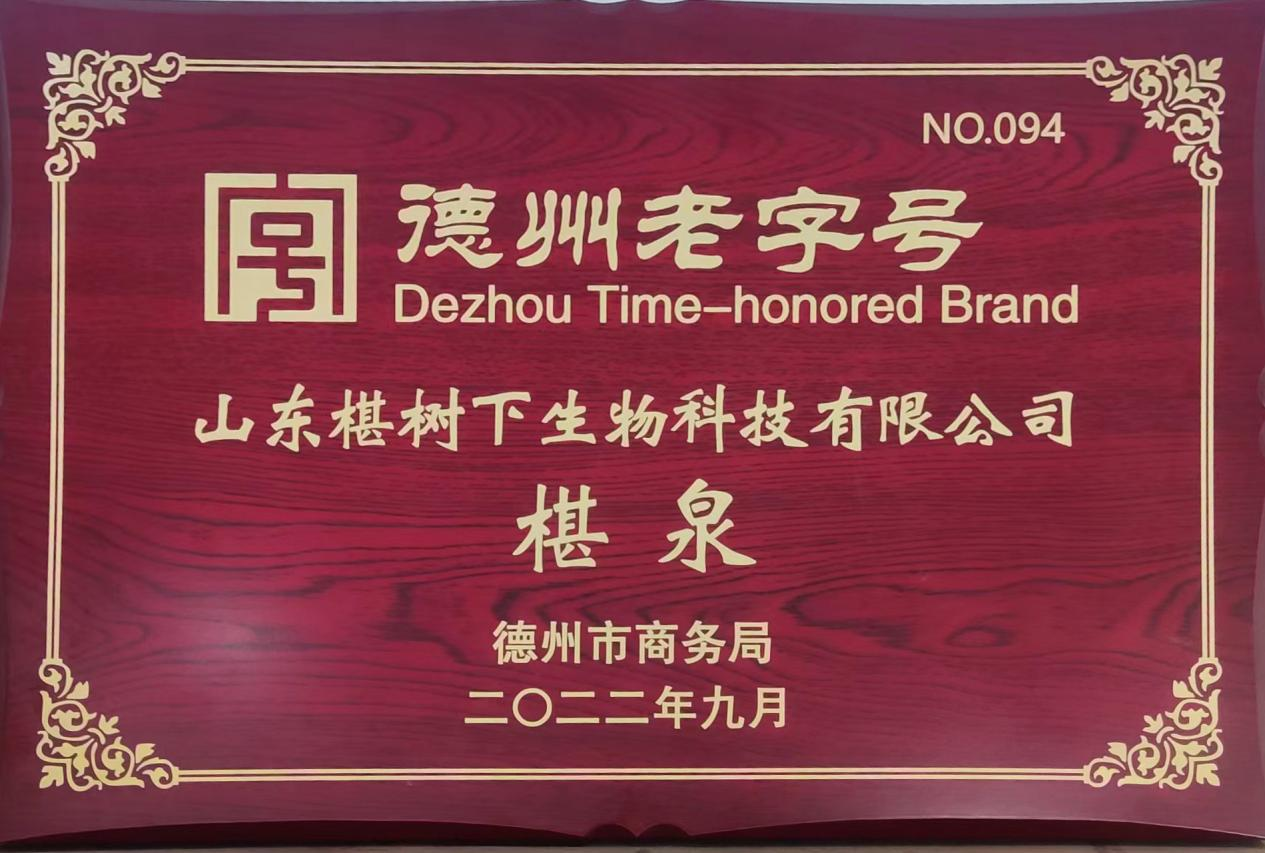 NO.094
德州老字号
Dezhou Time-honored Brand
山东椹树下生物科技有限公司
椹泉
德州市商务局
二〇二二年九月